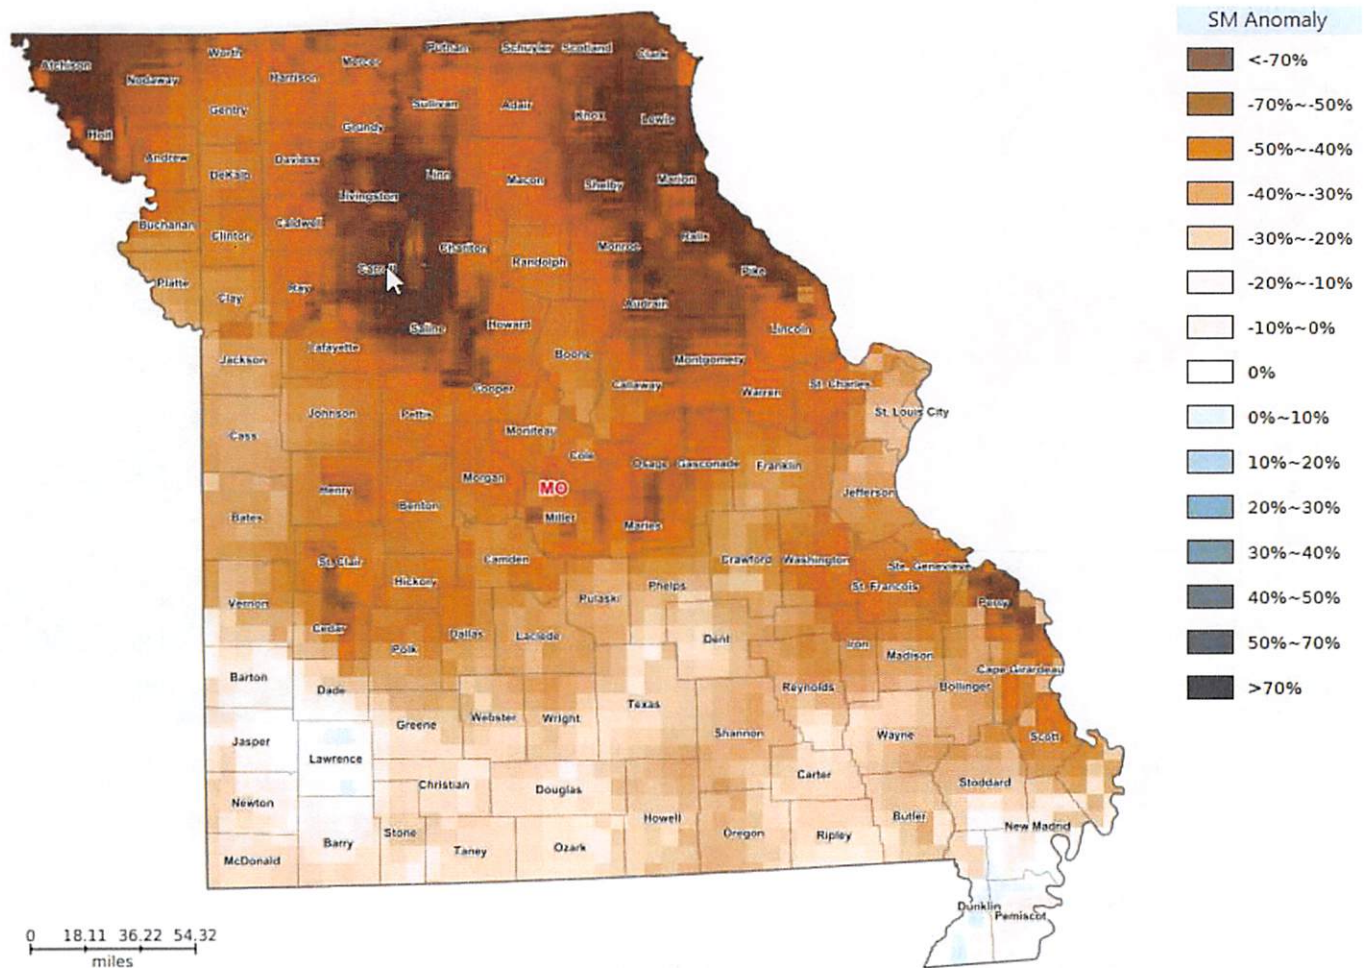 SM Anomaly
<-70%
-70%~-50%
-50%~-40%
-40%~-30%
-30%~-20%
-20%~-10%
-10%~0%
0%
0%~10%
10%~20%
20%~30%
30%~40%
40%~50%
50%~70%
>70%
Atchison
Nodaway
Worth
Harrison
Mercer
Putnam
Schuyler
Scotland
Clark
Gentry
Sullivan
Adair
Knox
Lewis
Holt
Andrew
DeKalb
Daviess
Grundy
Livingston
Linn
Macon
Shelby
Marion
Buchanan
Clinton
Caldwell
Chariton
Randolph
Monroe
Ralls
Pike
Platte
Clay
Ray
Saline
Howard
Audrain
Lincoln
Jackson
Lafayette
Cooper
Boone
Callaway
Montgomery
Warren
St. Charles
St. Louis City
Cass
Johnson
Pettis
Moniteau
Cole
Osage
Gasconade
Franklin
Jefferson
Bates
Henry
Benton
Morgan
MO
Miller
Maries
St. Clair
Hickory
Camden
Pulaski
Phelps
Crawford
Washington
St. Francois
Ste. Genevieve
Perry
Vernon
Cedar
Polk
Dallas
Laclede
Dent
Iron
Madison
Cape Girardeau
Bollinger
Barton
Dade
Greene
Webster
Wright
Texas
Reynolds
Shannon
Wayne
Scott
Jasper
Lawrence
Christian
Douglas
Carter
Stoddard
Newton
Barry
Stone
Taney
Ozark
Howell
Oregon
Ripley
Butler
New Madrid
McDonald
Dunklin
Pemiscot
0 18.11 36.22 54.32
miles